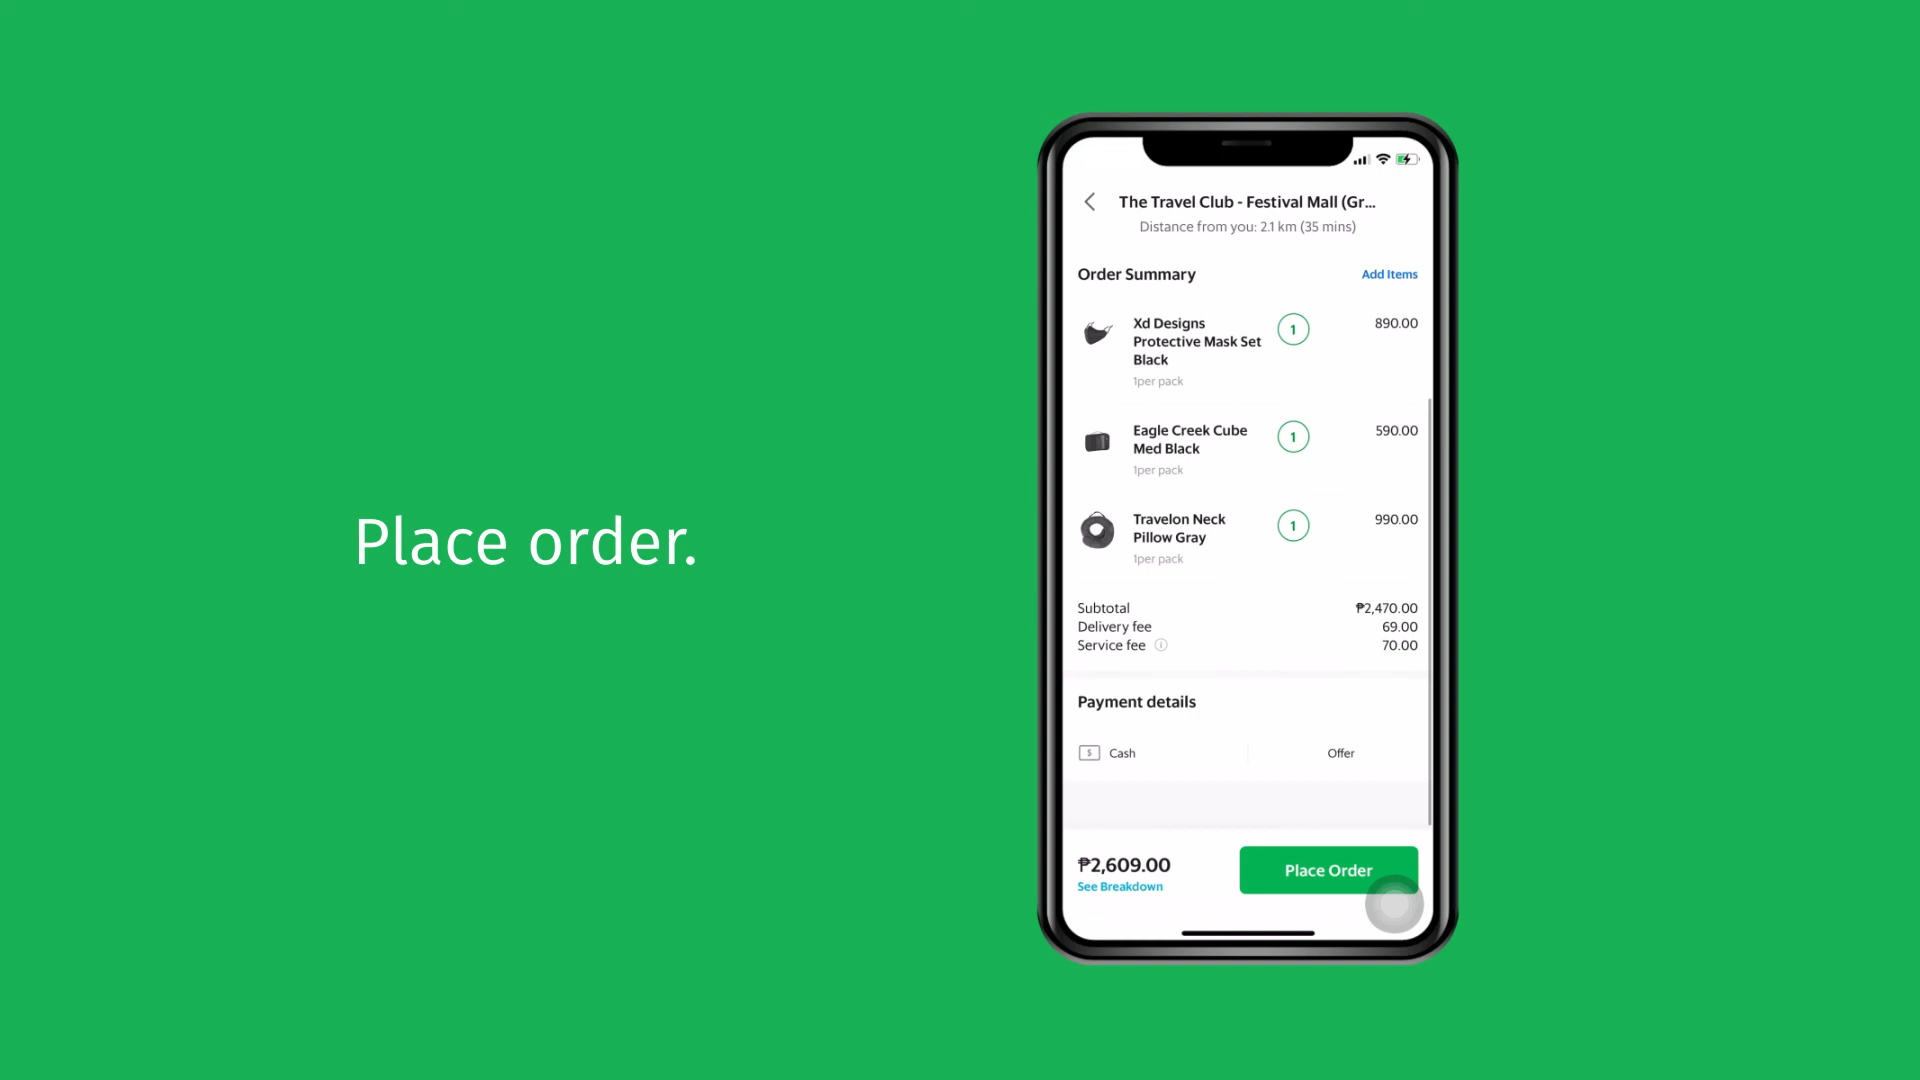 Place order.
The Travel Club - Festival Mall (Gr...
Distance from you: 2.1 km (35 mins)
Order Summary
Add Items
Xd Designs
Protective Mask Set
Black
1per pack
1
890.00
Eagle Creek Cube
Med Black
1per pack
1
590.00
Travelon Neck
Pillow Gray
1per pack
1
990.00
Subtotal ₱2,470.00
Delivery fee 69.00
Service fee 70.00
Payment details
Cash
Offer
₱2,609.00
See Breakdown
Place Order